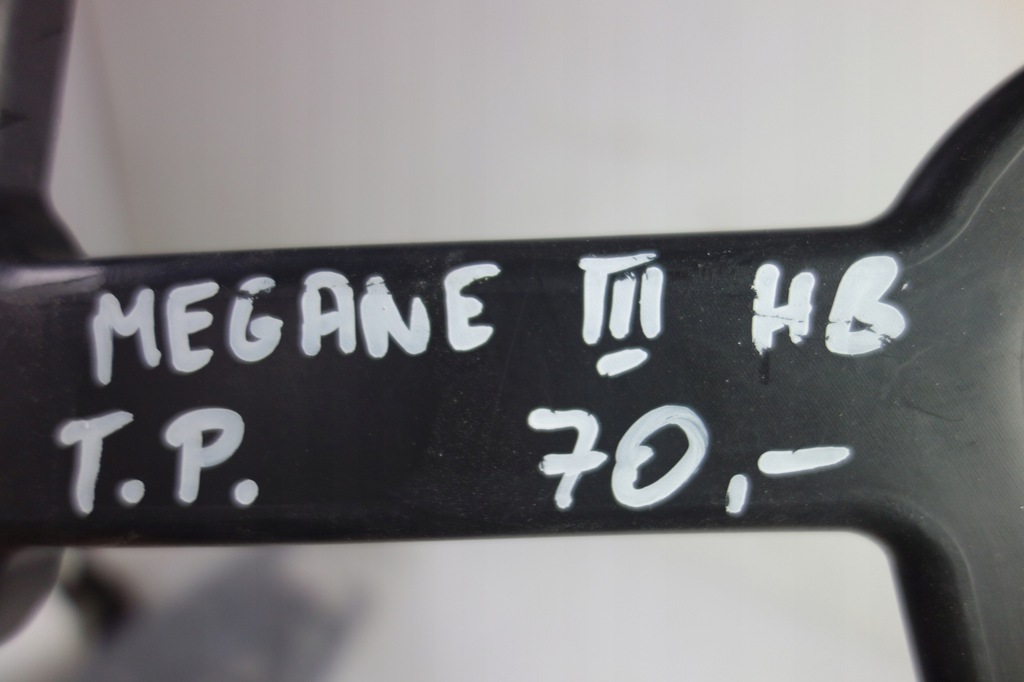 MEGANE III HB
T.P. 70,-